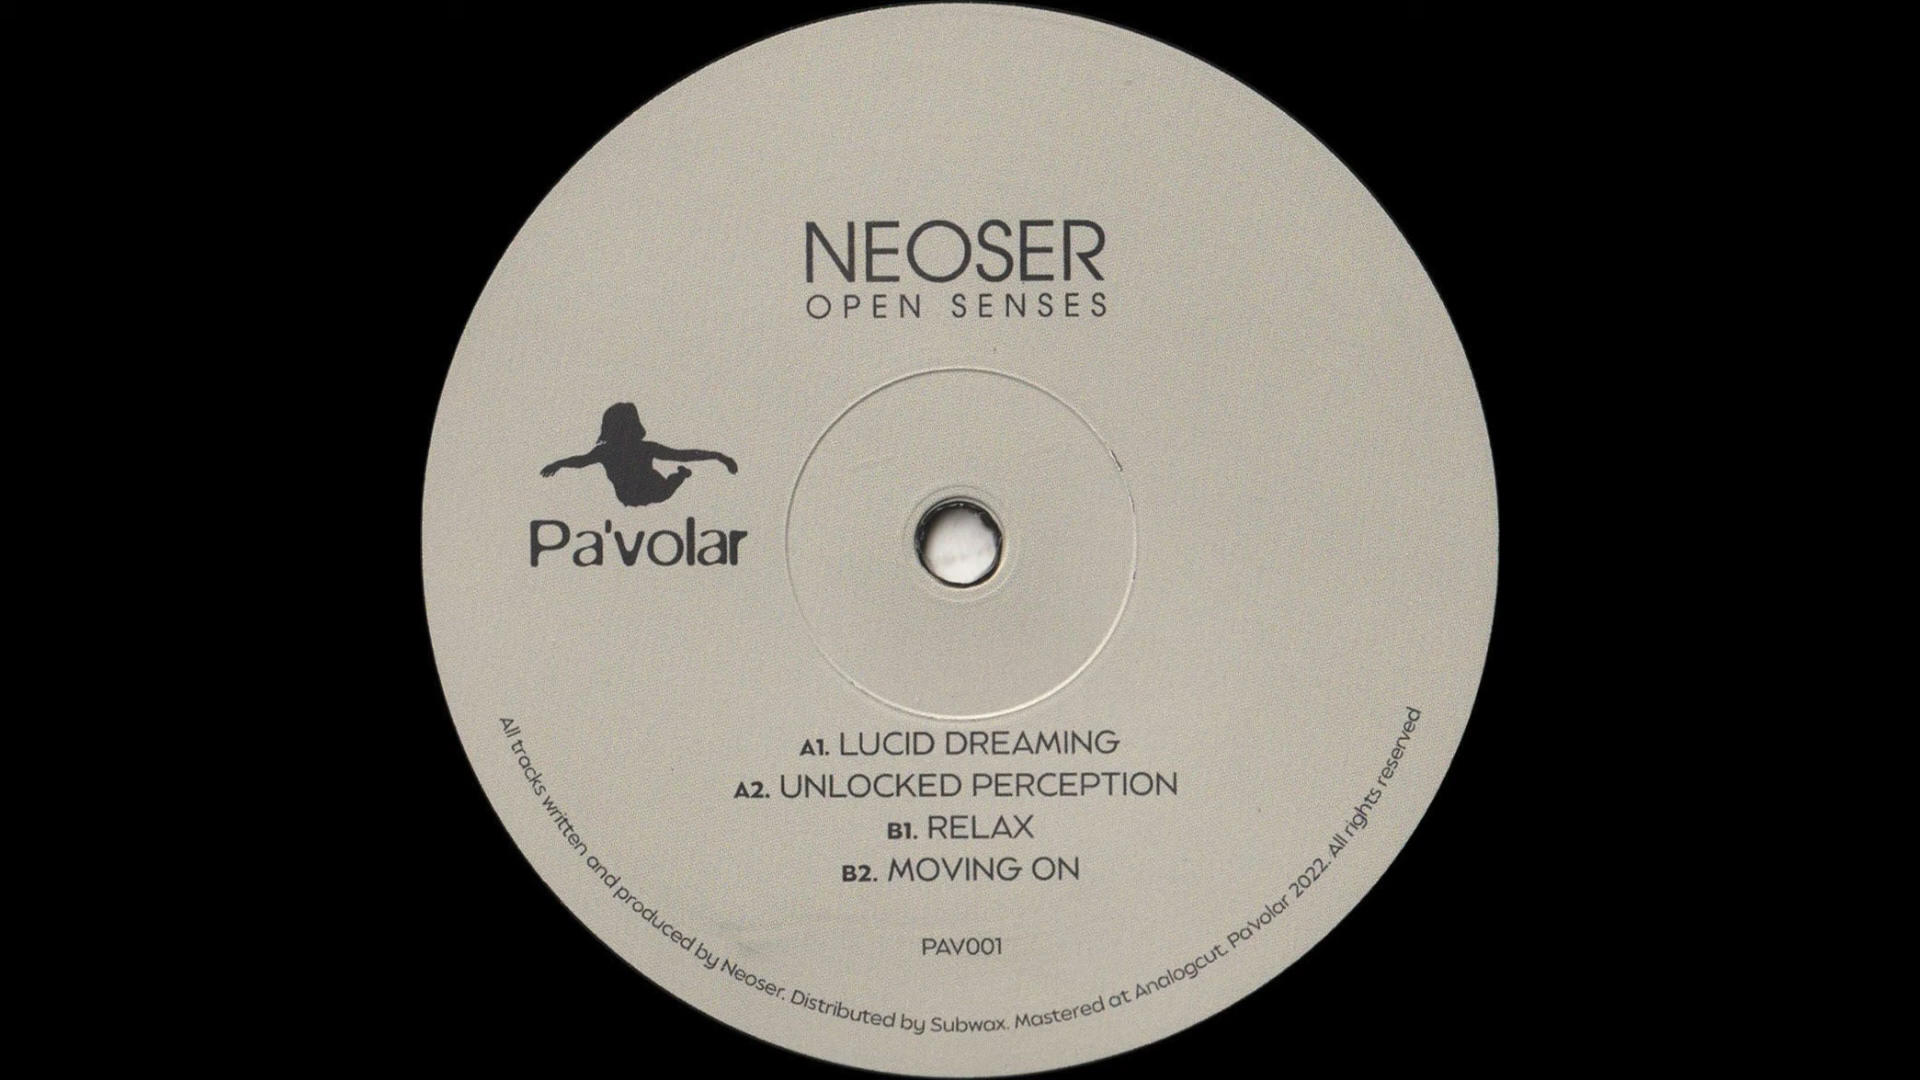 NEOSER
OPEN SENSES
Pa'volar
A1. LUCID DREAMING
A2. UNLOCKED PERCEPTION
B1. RELAX
B2. MOVING ON
PAV001
All tracks written and produced by Neoser. Distributed by Subwax. Mastered at Analogcut. Pa'volar 2022. All rights reserved